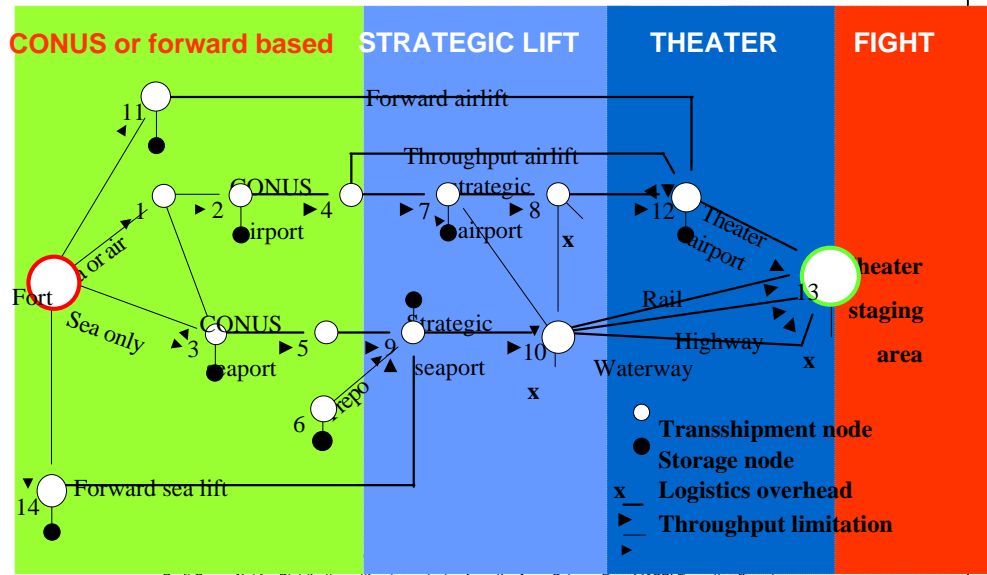 CONUS or forward based
STRATEGIC LIFT
THEATER
FIGHT
11
Forward airlift
Throughput airlift
CONUS
airport
Strategic
airport
1
2
4
7
8
12
Theater
airport
or air
Fort
Sea only
CONUS
seaport
3
5
9
Strategic
seaport
10
x
Rail
Highway
Waterway
13
x
Theater
staging
area
6
Prepo
x
14
Forward sea lift
Transshipment node
Storage node
x Logistics overhead
Throughput limitation